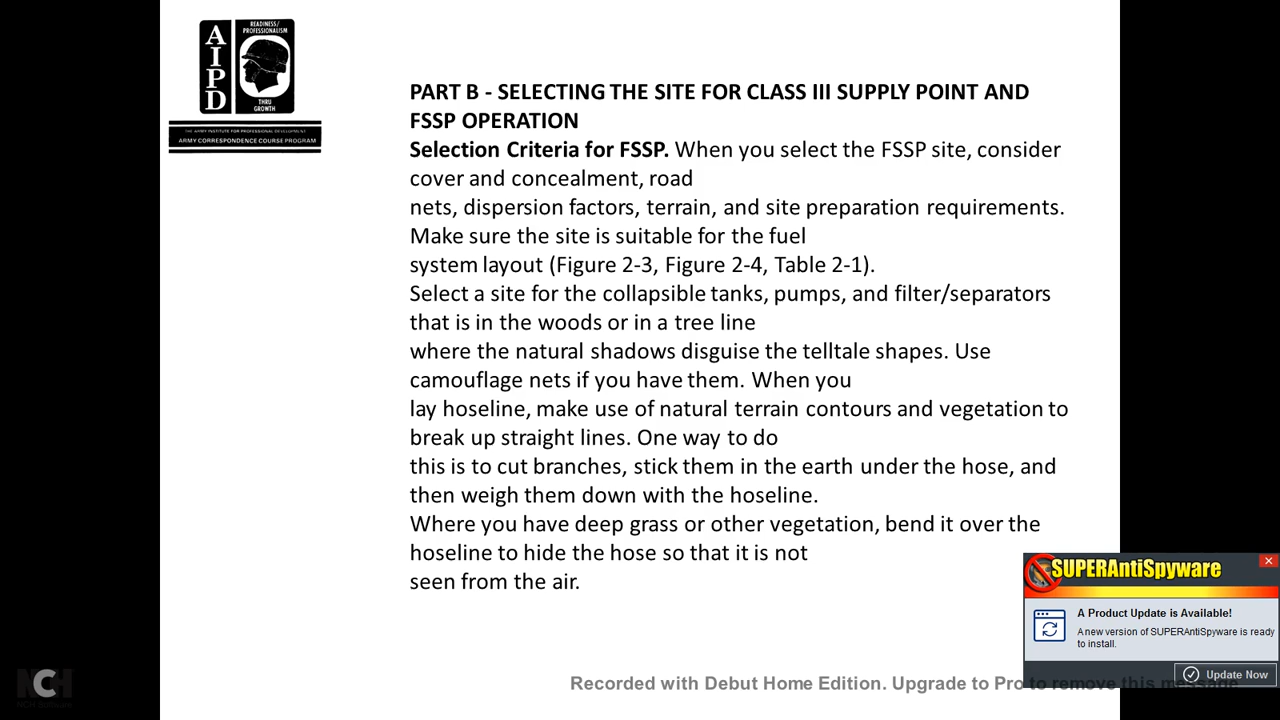 AIPD
READINESS/
PROFESSIONALISM
THRU
GROWTH
THE ARMY INSTITUTE FOR PROFESSIONAL DEVELOPMENT
ARMY CORRESPONDENCE COURSE PROGRAM
PART B - SELECTING THE SITE FOR CLASS III SUPPLY POINT AND
FSSP OPERATION
Selection Criteria for FSSP. When you select the FSSP site, consider
cover and concealment, road
nets, dispersion factors, terrain, and site preparation requirements.
Make sure the site is suitable for the fuel
system layout (Figure 2-3, Figure 2-4, Table 2-1).
Select a site for the collapsible tanks, pumps, and filter/separators
that is in the woods or in a tree line
where the natural shadows disguise the telltale shapes. Use
camouflage nets if you have them. When you
lay hoseline, make use of natural terrain contours and vegetation to
break up straight lines. One way to do
this is to cut branches, stick them in the earth under the hose, and
then weigh them down with the hoseline.
Where you have deep grass or other vegetation, bend it over the
hoseline to hide the hose so that it is not
seen from the air.
SUPERAntiSpyware
A Product Update is Available!
A new version of SUPERAntiSpyware is ready
to install.
Update Now
NCH
NCH Software
Recorded with Debut Home Edition. Upgrade to Pro to remove this message